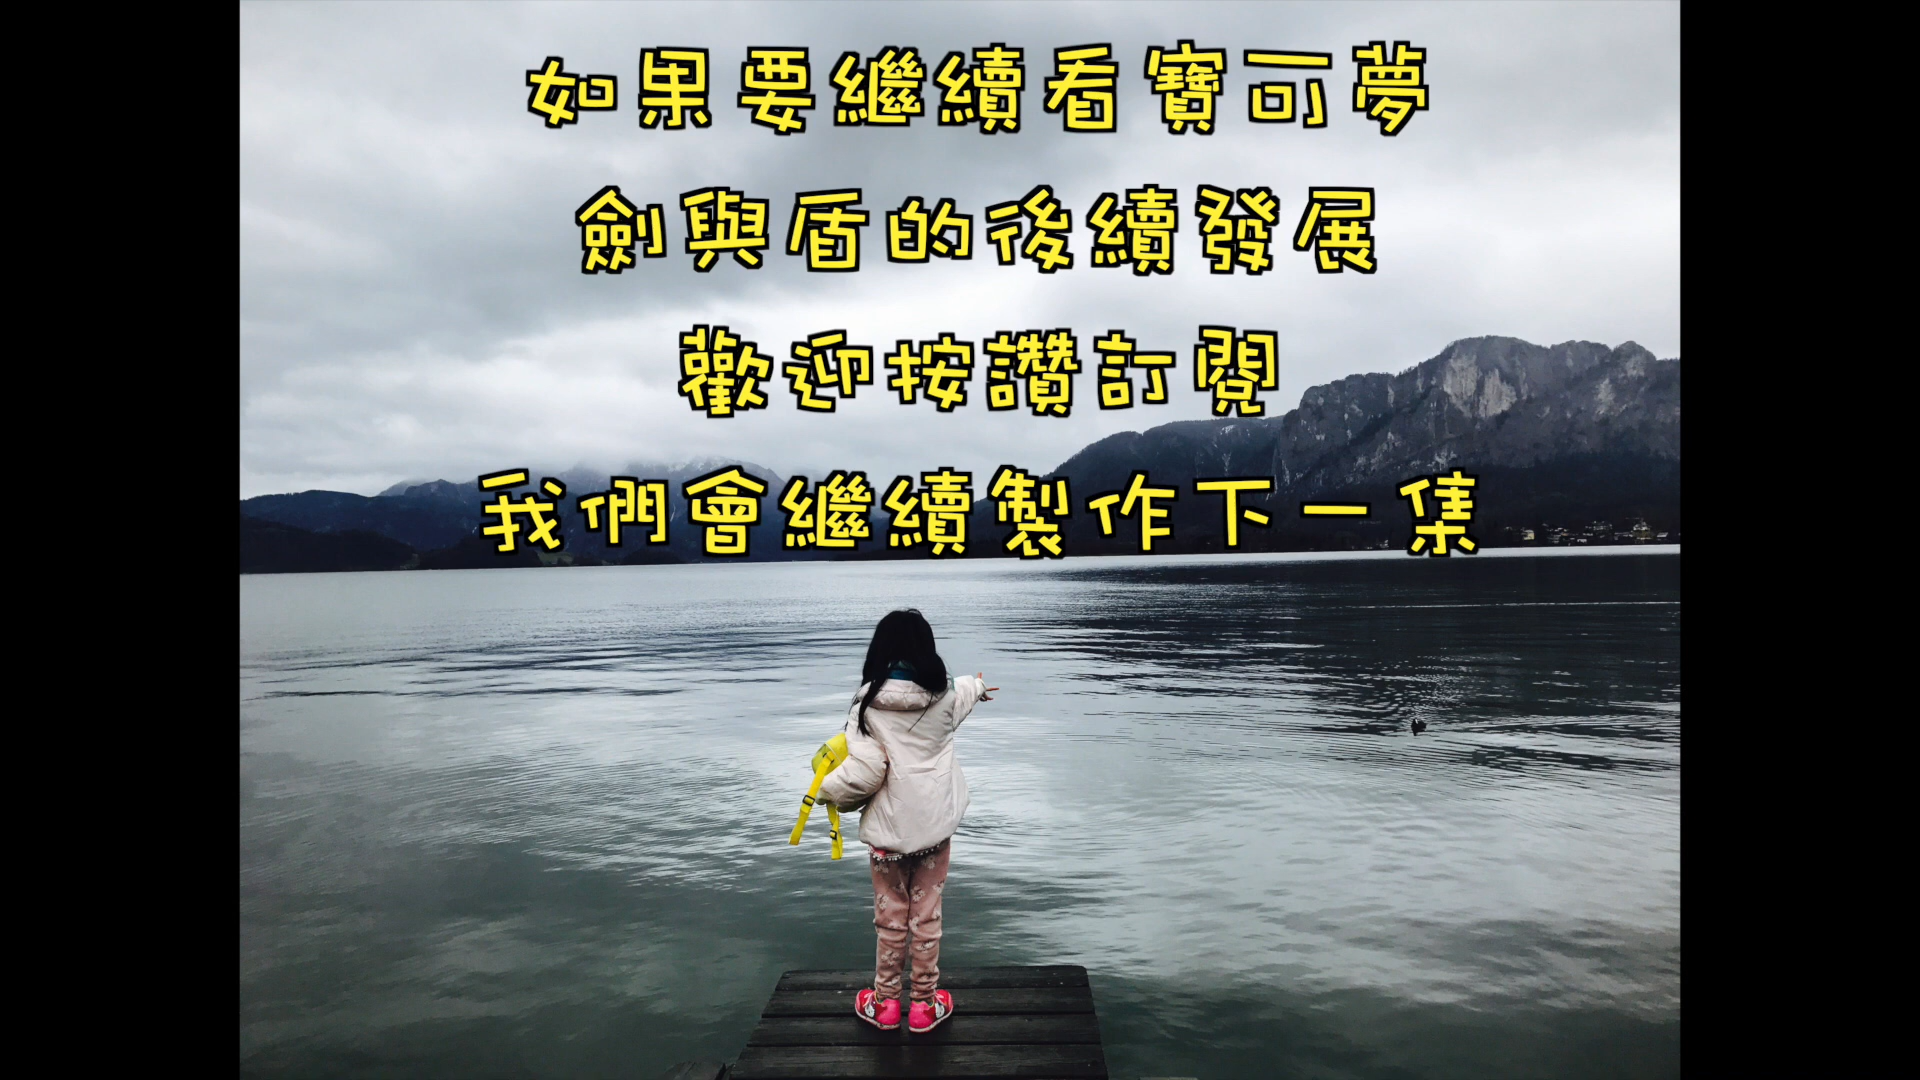 如果要繼續看寶可夢
劍與盾的後續發展
歡迎按讚訂閱
我們會繼續製作下一集